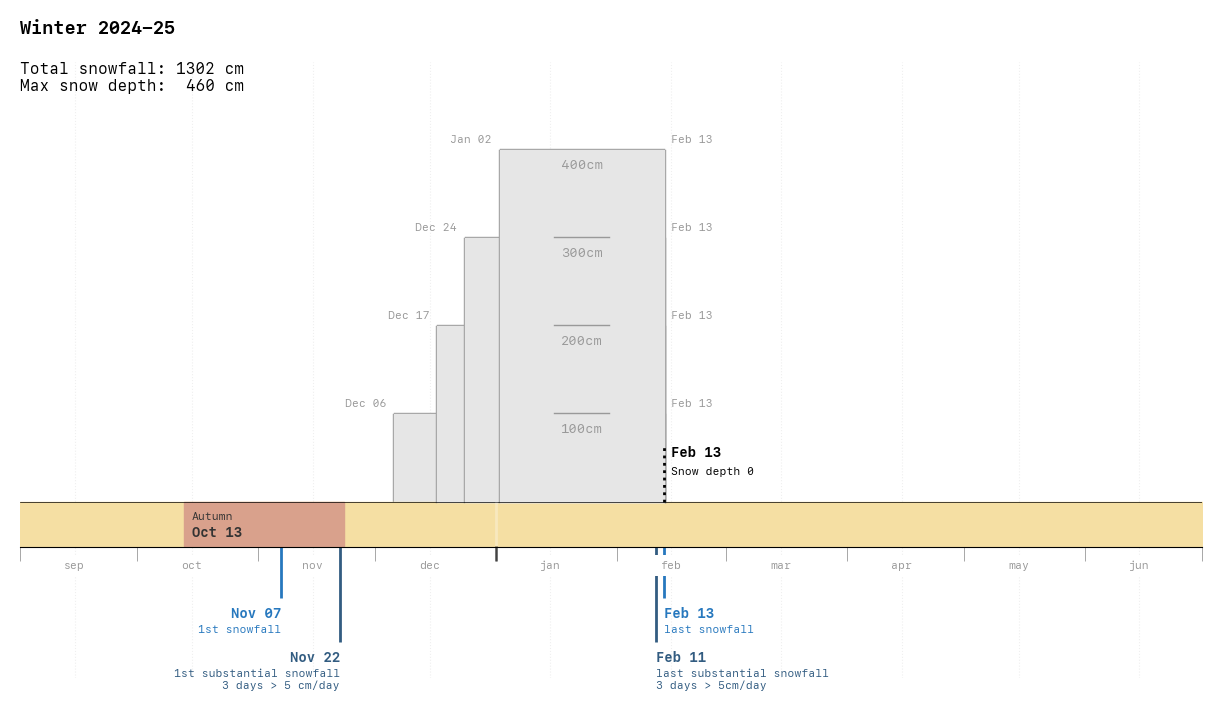 Winter 2024–25
Total snowfall: 1302 cm
Max snow depth:  460 cm
Jan 02
Feb 13
400cm
Dec 24
Feb 13
300cm
Dec 17
Feb 13
200cm
Dec 06
Feb 13
100cm
Feb 13
Snow depth 0
Autumn
Oct 13
sep oct nov dec jan feb mar apr may jun
Nov 07
1st snowfall
Feb 13
last snowfall
Nov 22
1st substantial snowfall
3 days > 5 cm/day
Feb 11
last substantial snowfall
3 days > 5cm/day